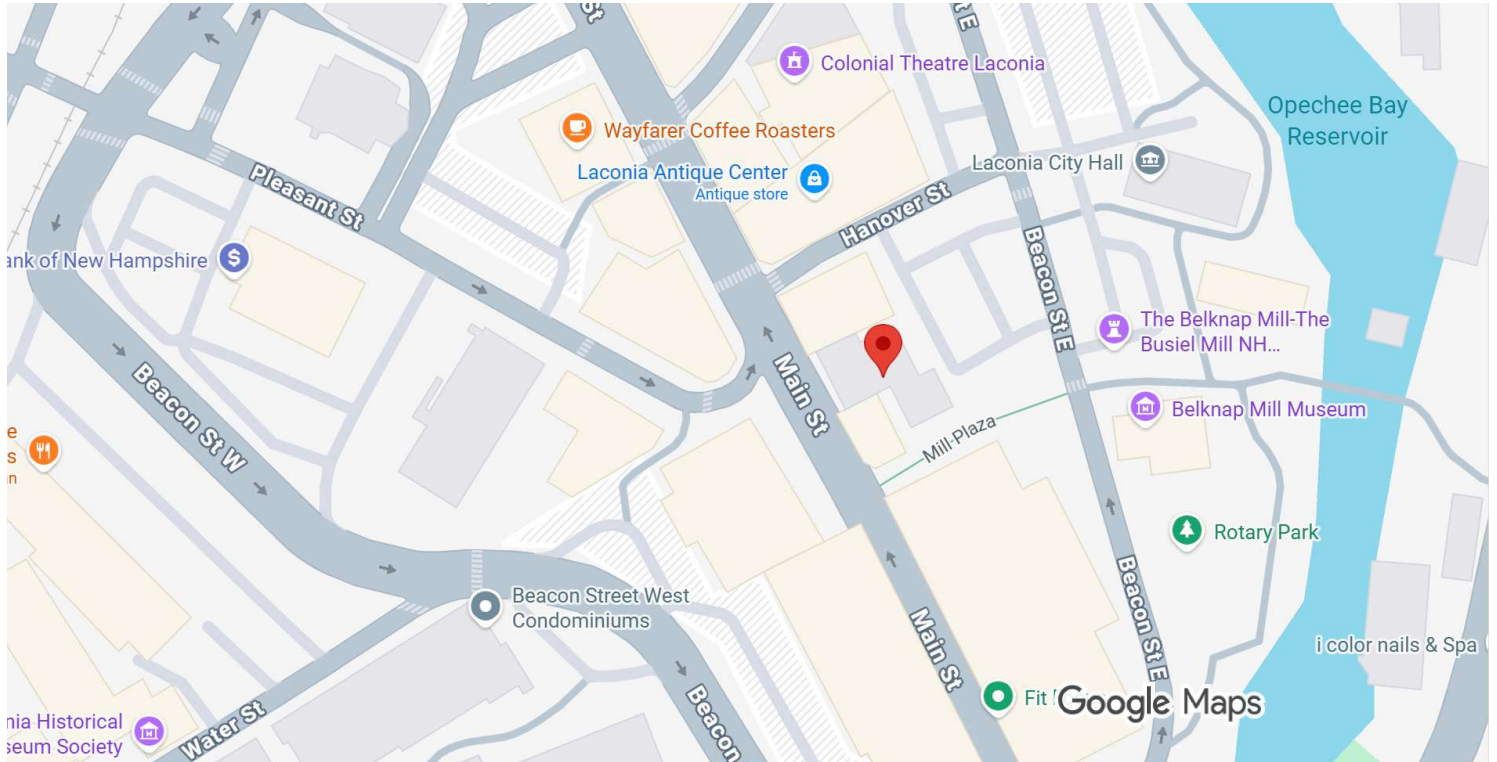 St
St E
Colonial Theatre Laconia
Opechee Bay
Reservoir
Wayfarer Coffee Roasters
Laconia Antique Center
Antique store
Laconia City Hall
Pleasant St
Hanover St
Beacon St E
ank of New Hampshire
The Belknap Mill-The
Busiel Mill NH...
Main St
Beacon St W
Belknap Mill Museum
Mill Plaza
e
s
n
Rotary Park
Beacon Street West
Condominiums
Beacon St E
Main St
i color nails & Spa
Fit
Google Maps
Beacon
Water St
nia Historical
seum Society